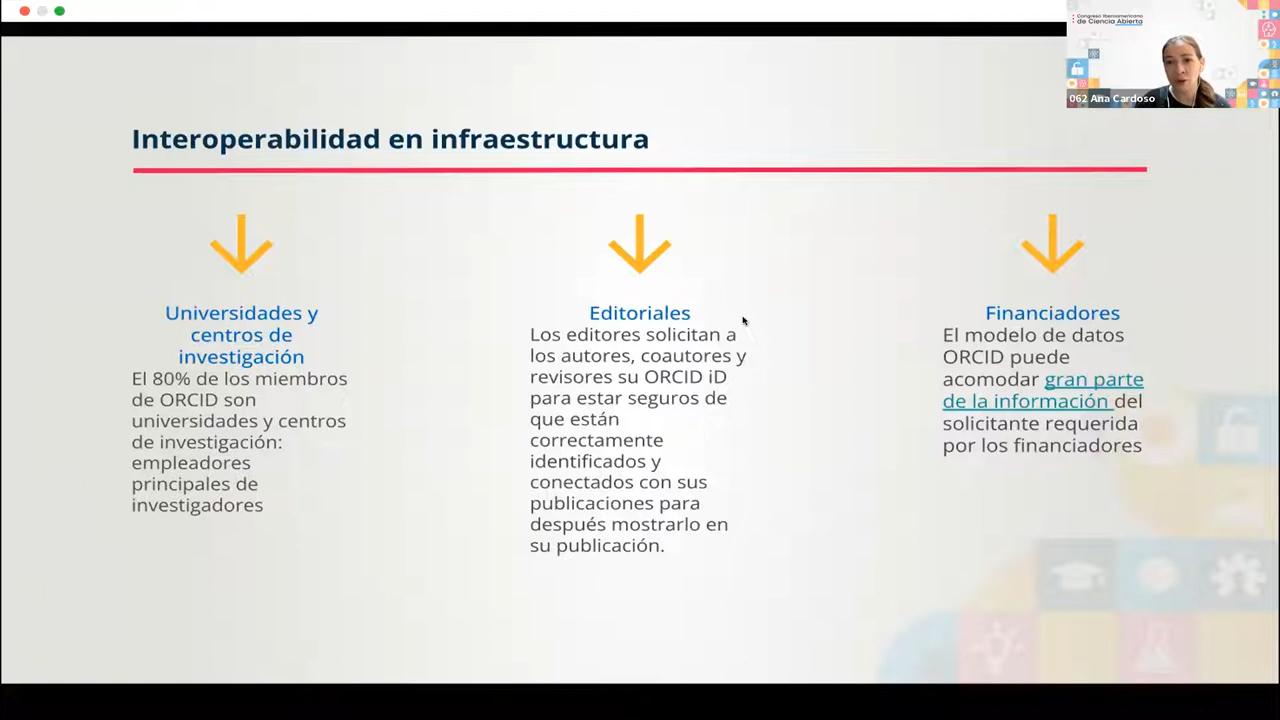 Congreso Iberoamericano
de Ciencia Abierta
062 Ana Cardoso
Interoperabilidad en infraestructura
Universidades y
centros de
investigación
El 80% de los miembros
de ORCID son
universidades y centros
de investigación:
empleadores
principales de
investigadores
Editoriales
Los editores solicitan a
los autores, coautores y
revisores su ORCID iD
para estar seguros de
que están
correctamente
identificados y
conectados con sus
publicaciones para
después mostrarlo en
su publicación.
Financiadores
El modelo de datos
ORCID puede
acomodar gran parte
de la información del
solicitante requerida
por los financiadores